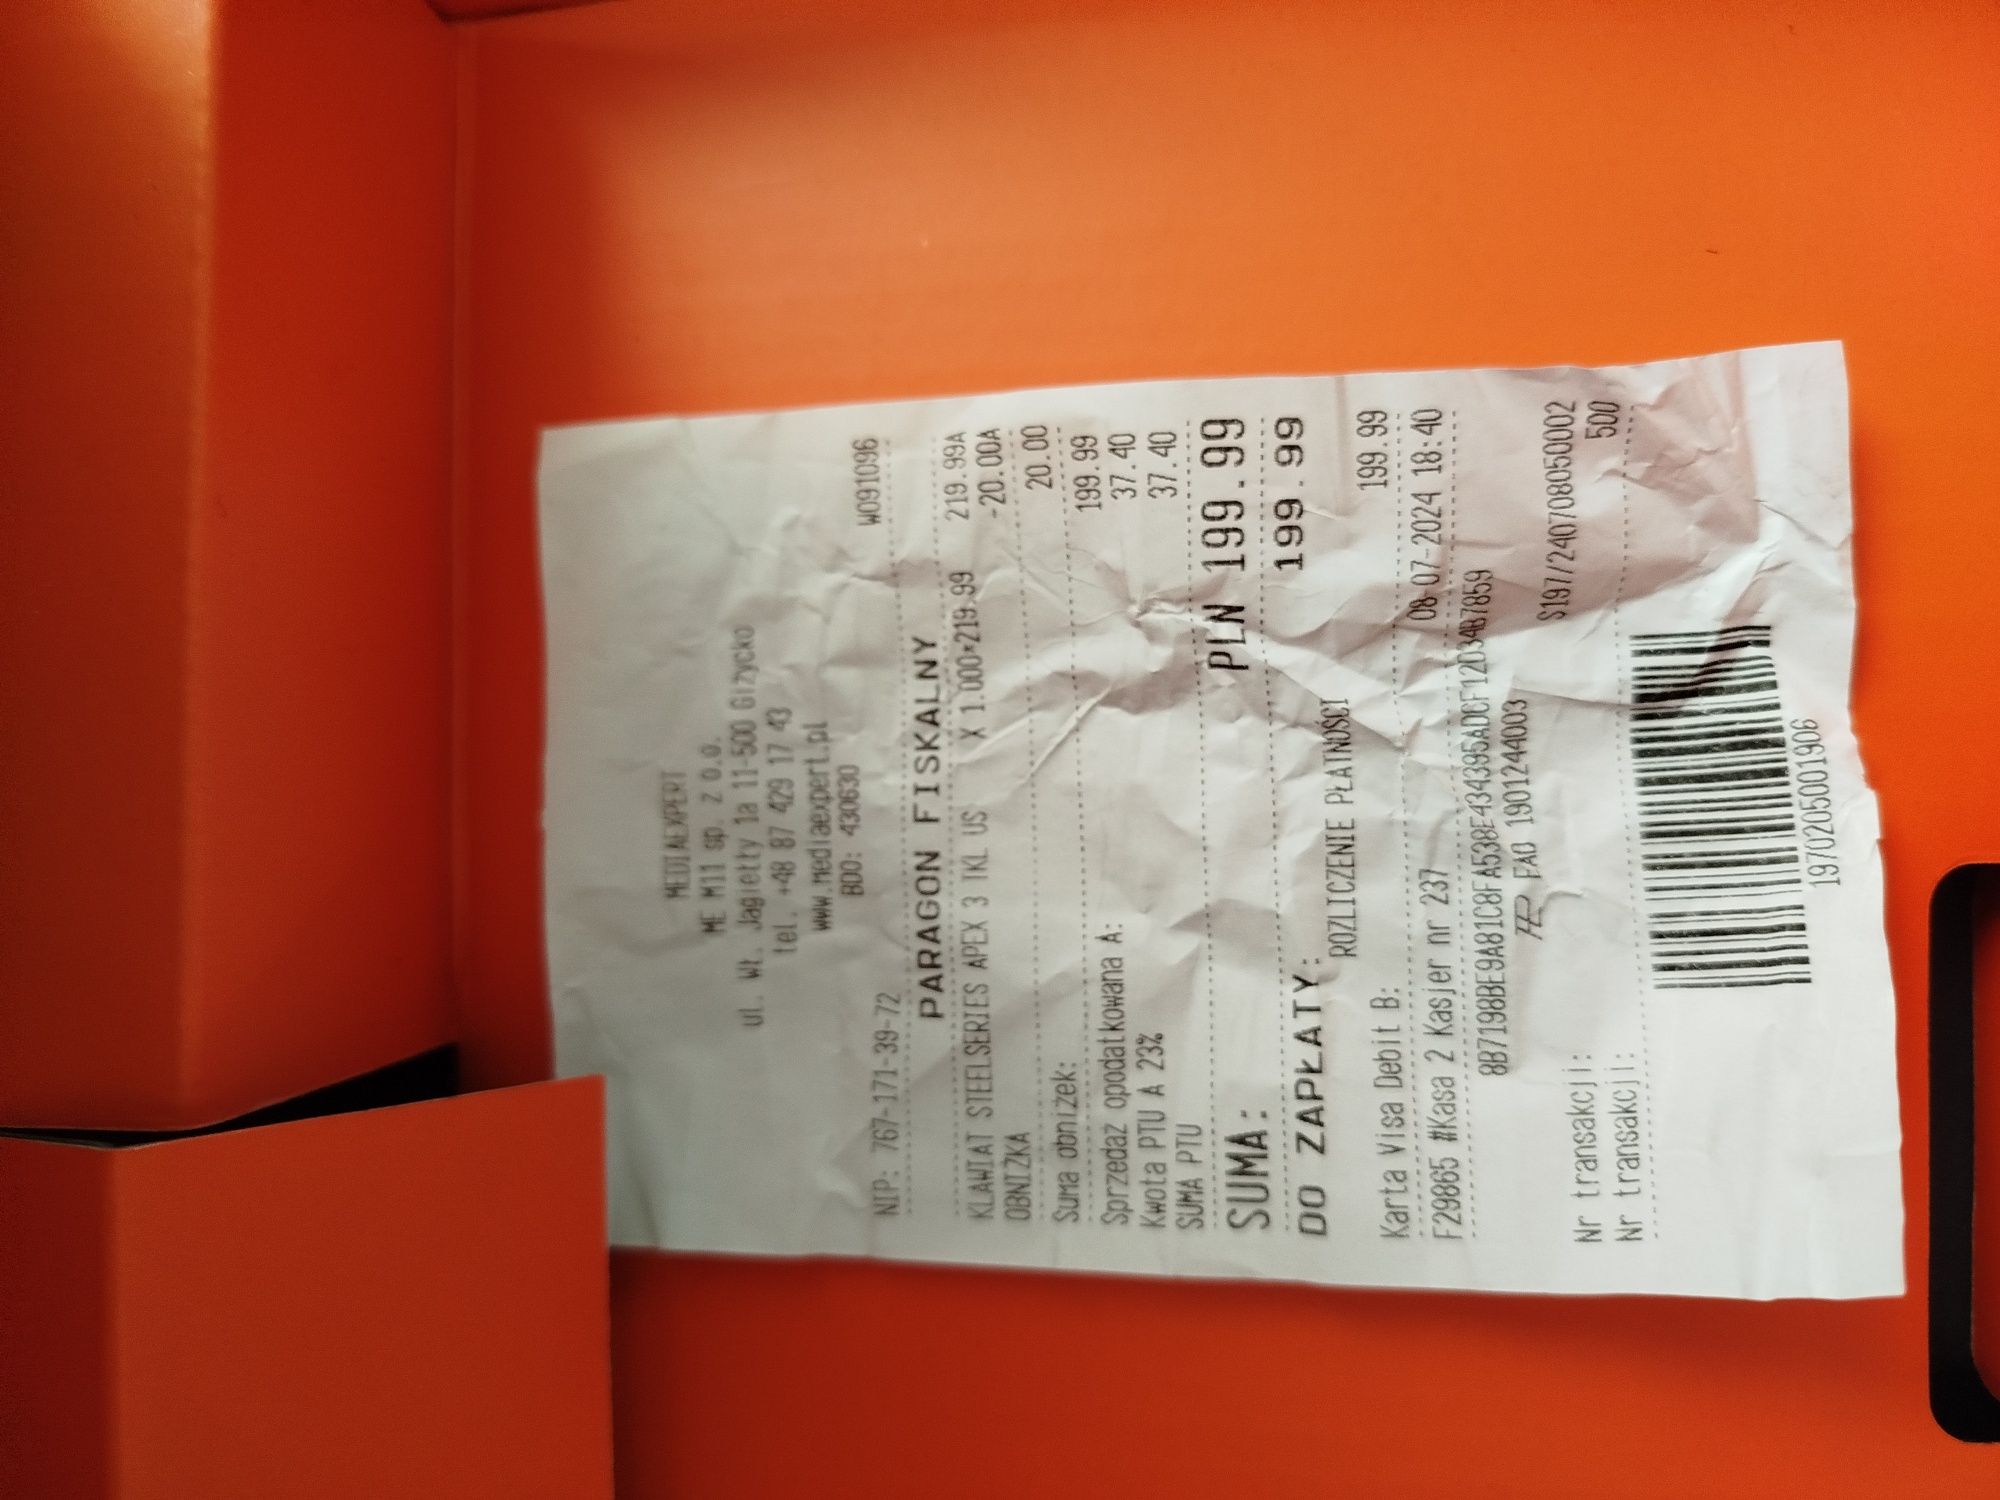 MEDIAEXPERT
ME M11 sp. z o.o.
ul. Wł. Jagiełły 1a 11-500 Giżycko
tel. +48 87 429 17 43
www.mediaexpert.pl
BDO: 430630
NIP: 767-171-39-72 W091096
PARAGON FISKALNY
KLAWIAT STEELSERIES APEX 3 TKL US X 1.000*219.99 219.99A
OBNIŻKA -20.00A
Suma obniżek: 20.00
Sprzedaż opodatkowana A: 199.99
Kwota PTU A 23% 37.40
SUMA PTU 37.40
SUMA: PLN 199.99
DO ZAPŁATY: 199.99
ROZLICZENIE PŁATNOŚCI
Karta Visa Debit B: 199.99
F29865 #Kasa 2 Kasjer nr 237 08-07-2024 18:40
8B7198BE9A81C8FA538E434395AD6F12D34B7859
EAO 1901244003
Nr transakcji: S197/2407080S0002
Nr transakcji: 500
1970205001906